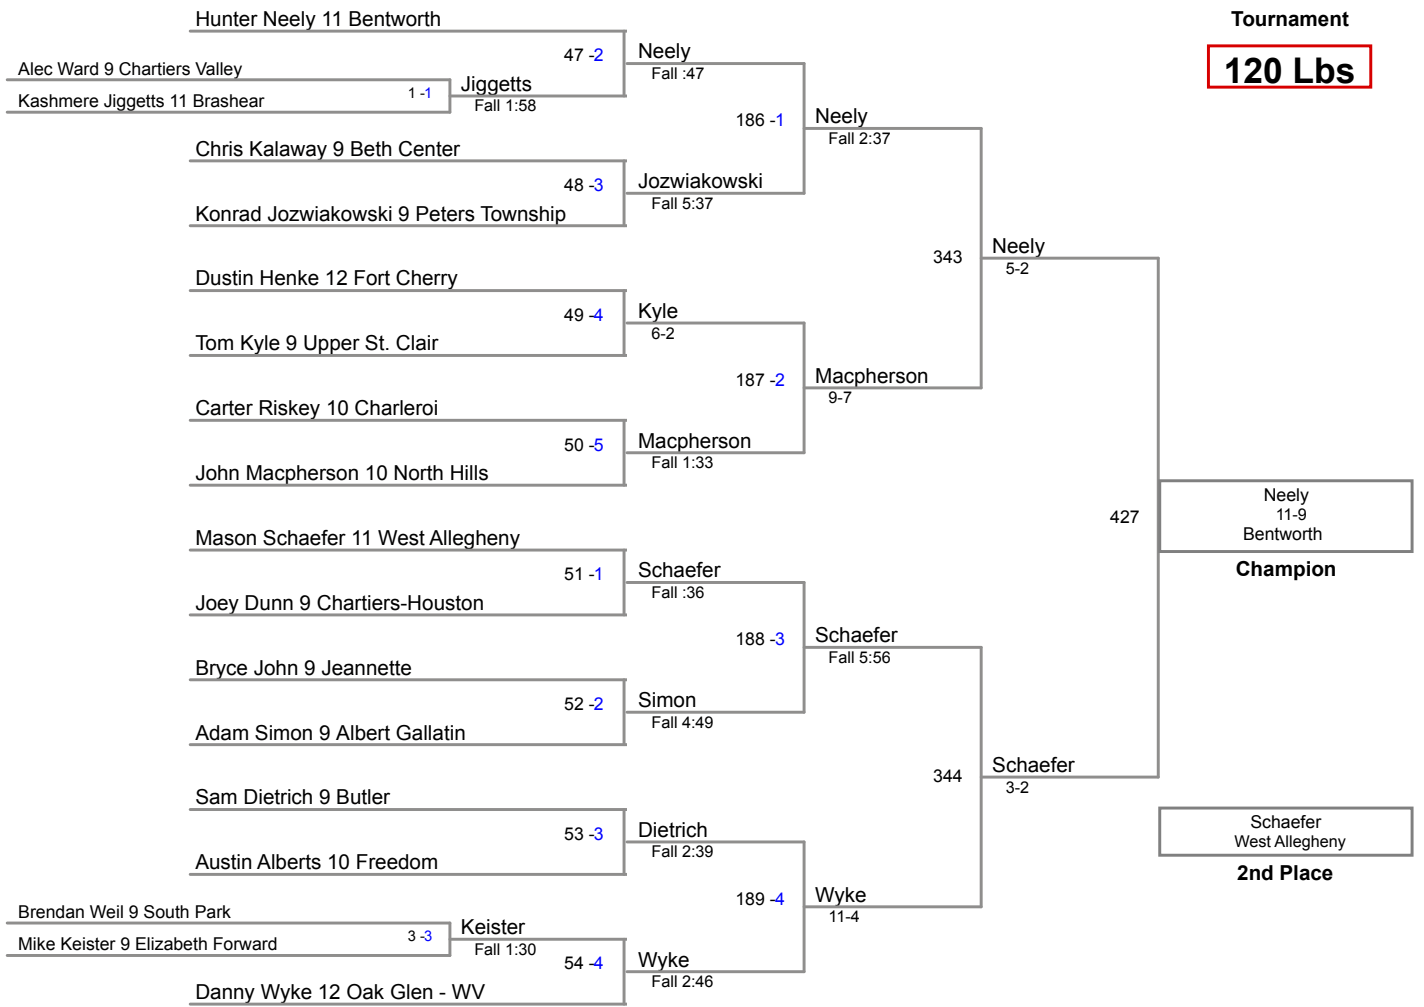 Hunter Neely 11 Bentworth
Tournament
120 Lbs
47 -2
Neely
Fall :47
Alec Ward 9 Chartiers Valley
Kashmere Jiggetts 11 Brashear
1 -1
Jiggetts
Fall 1:58
186 -1
Neely
Fall 2:37
Chris Kalaway 9 Beth Center
48 -3
Jozwiakowski
Fall 5:37
Konrad Jozwiakowski 9 Peters Township
343
Neely
5-2
Dustin Henke 12 Fort Cherry
49 -4
Kyle
6-2
Tom Kyle 9 Upper St. Clair
187 -2
Macpherson
9-7
Carter Riskey 10 Charleroi
50 -5
Macpherson
Fall 1:33
John Macpherson 10 North Hills
427
Neely
11-9
Bentworth
Champion
Mason Schaefer 11 West Allegheny
51 -1
Schaefer
Fall :36
Joey Dunn 9 Chartiers-Houston
188 -3
Schaefer
Fall 5:56
Bryce John 9 Jeannette
52 -2
Simon
Fall 4:49
Adam Simon 9 Albert Gallatin
344
Schaefer
3-2
Sam Dietrich 9 Butler
53 -3
Dietrich
Fall 2:39
Austin Alberts 10 Freedom
Schaefer
West Allegheny
2nd Place
189 -4
Wyke
11-4
Brendan Weil 9 South Park
Mike Keister 9 Elizabeth Forward
3 -3
Keister
Fall 1:30
54 -4
Wyke
Fall 2:46
Danny Wyke 12 Oak Glen - WV